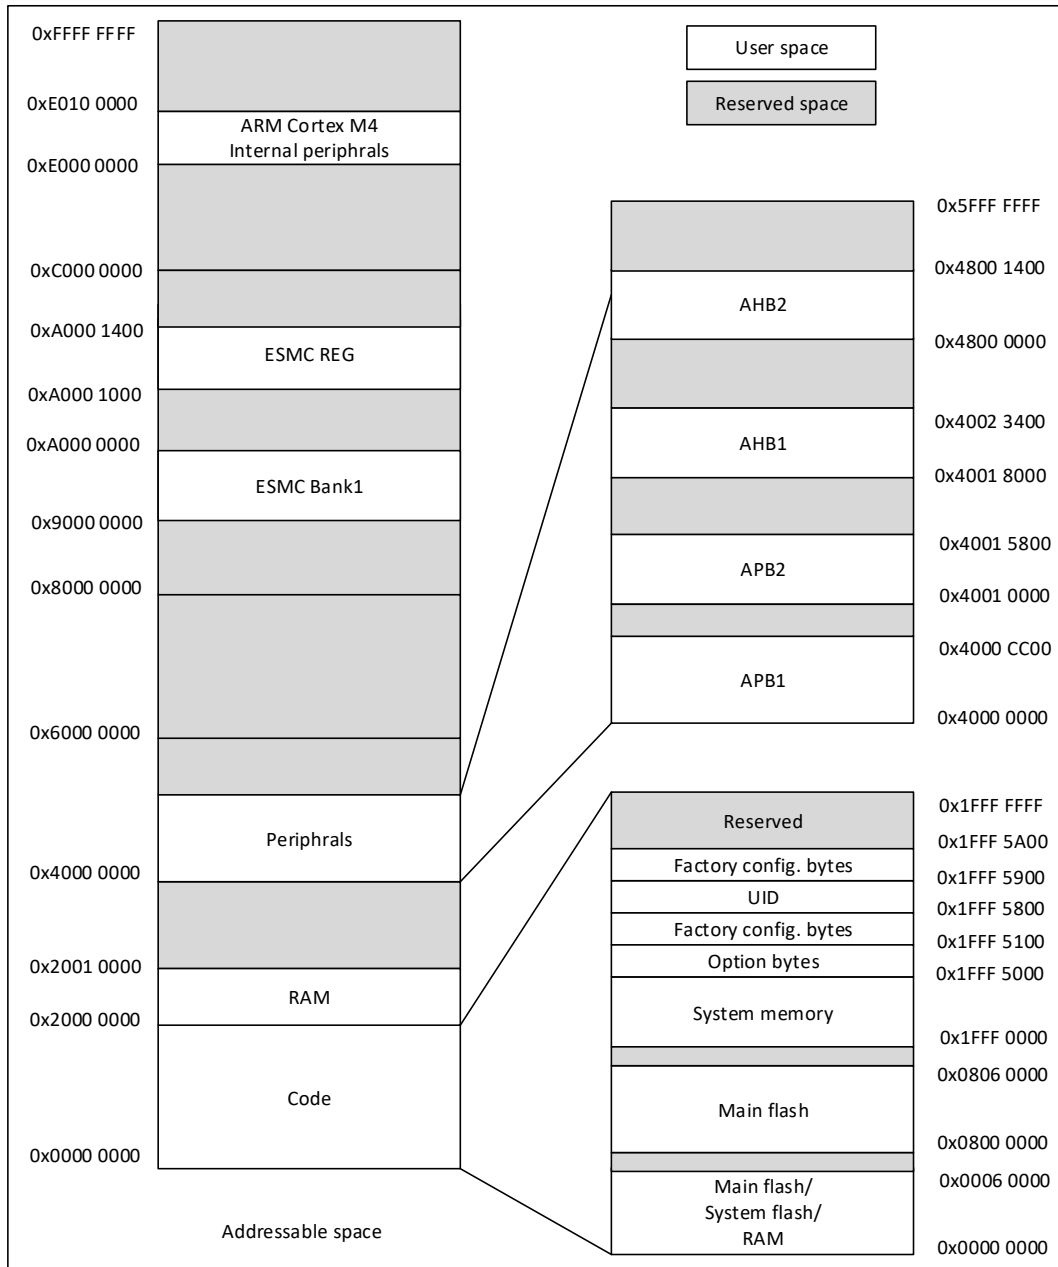 0xFFFF FFFF
0xE010 0000
ARM Cortex M4
Internal periphrals
0xE000 0000
0xC000 0000
0xA000 1400
ESMC REG
0xA000 1000
0xA000 0000
ESMC Bank1
0x9000 0000
0x8000 0000
0x6000 0000
Periphrals
0x4000 0000
0x2001 0000
RAM
0x2000 0000
Code
0x0000 0000
Addressable space
User space
Reserved space
0x5FFF FFFF
0x4800 1400
AHB2
0x4800 0000
0x4002 3400
AHB1
0x4001 8000
0x4001 5800
APB2
0x4001 0000
0x4000 CC00
APB1
0x4000 0000
0x1FFF FFFF
Reserved
0x1FFF 5A00
Factory config. bytes
0x1FFF 5900
UID
0x1FFF 5800
Factory config. bytes
0x1FFF 5100
Option bytes
0x1FFF 5000
System memory
0x1FFF 0000
0x0806 0000
Main flash
0x0800 0000
0x0006 0000
Main flash/
System flash/
RAM
0x0000 0000